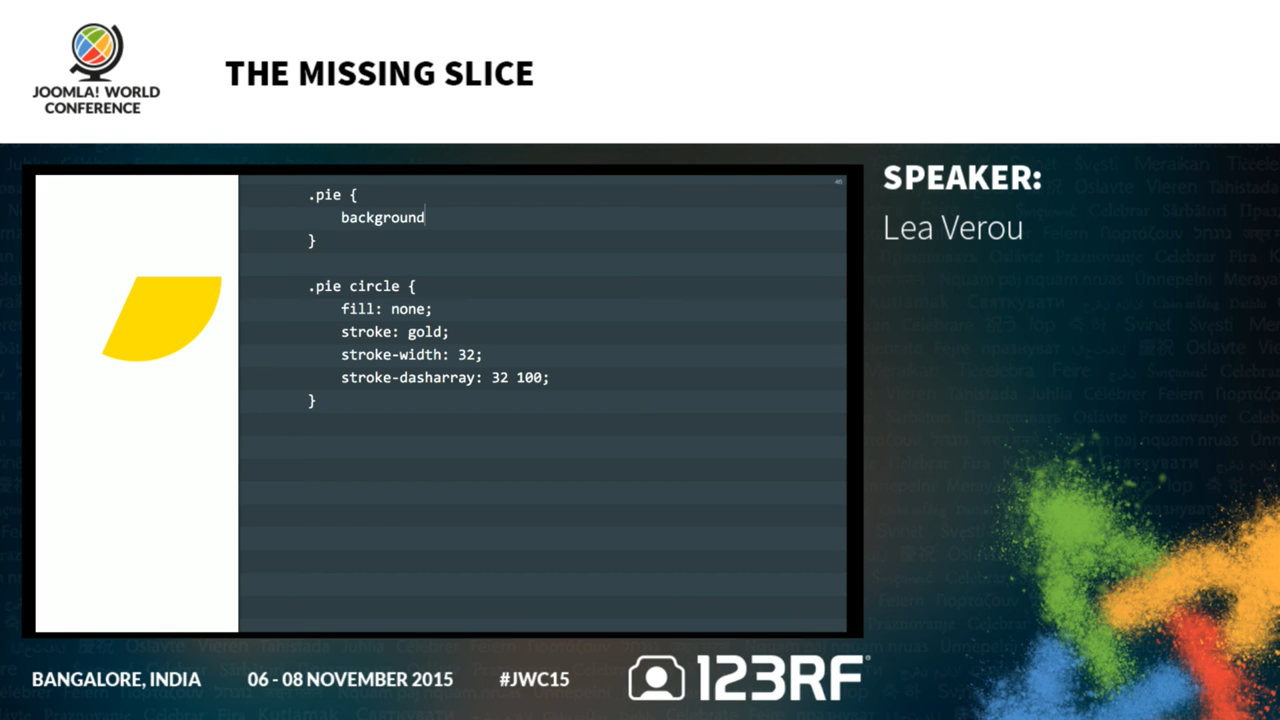 JOOMLA! WORLD
CONFERENCE
THE MISSING SLICE
.pie {
background
}
.pie circle {
fill: none;
stroke: gold;
stroke-width: 32;
stroke-dasharray: 32 100;
}
SPEAKER:
Lea Verou
BANGALORE, INDIA
06 - 08 NOVEMBER 2015
#JWC15
123RF®